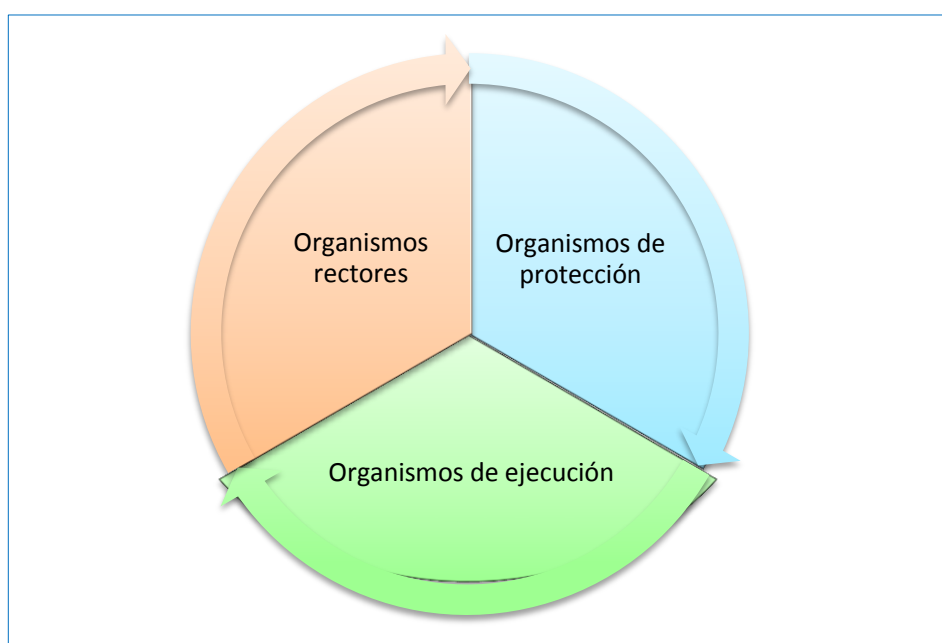 Organismos
rectores
Organismos de
protección
Organismos de ejecución